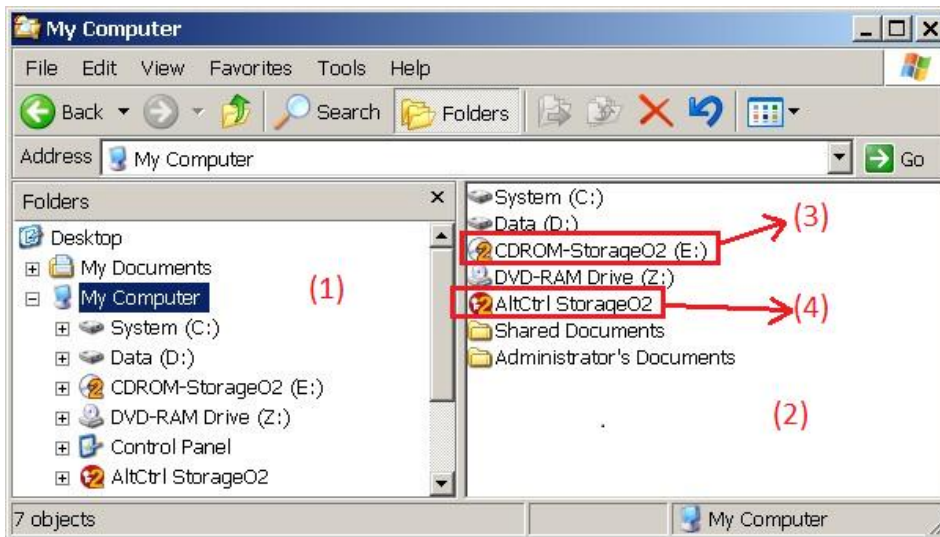 My Computer
File Edit View Favorites Tools Help
Back Search Folders
Address My Computer Go
Folders
Desktop
My Documents
My Computer
System (C:)
Data (D:)
CDROM-StorageO2 (E:)
DVD-RAM Drive (Z:)
Control Panel
AltCtrl StorageO2
(1)
System (C:)
Data (D:)
CDROM-StorageO2 (E:)
DVD-RAM Drive (Z:)
AltCtrl StorageO2
Shared Documents
Administrator's Documents
(3)
(4)
(2)
7 objects My Computer